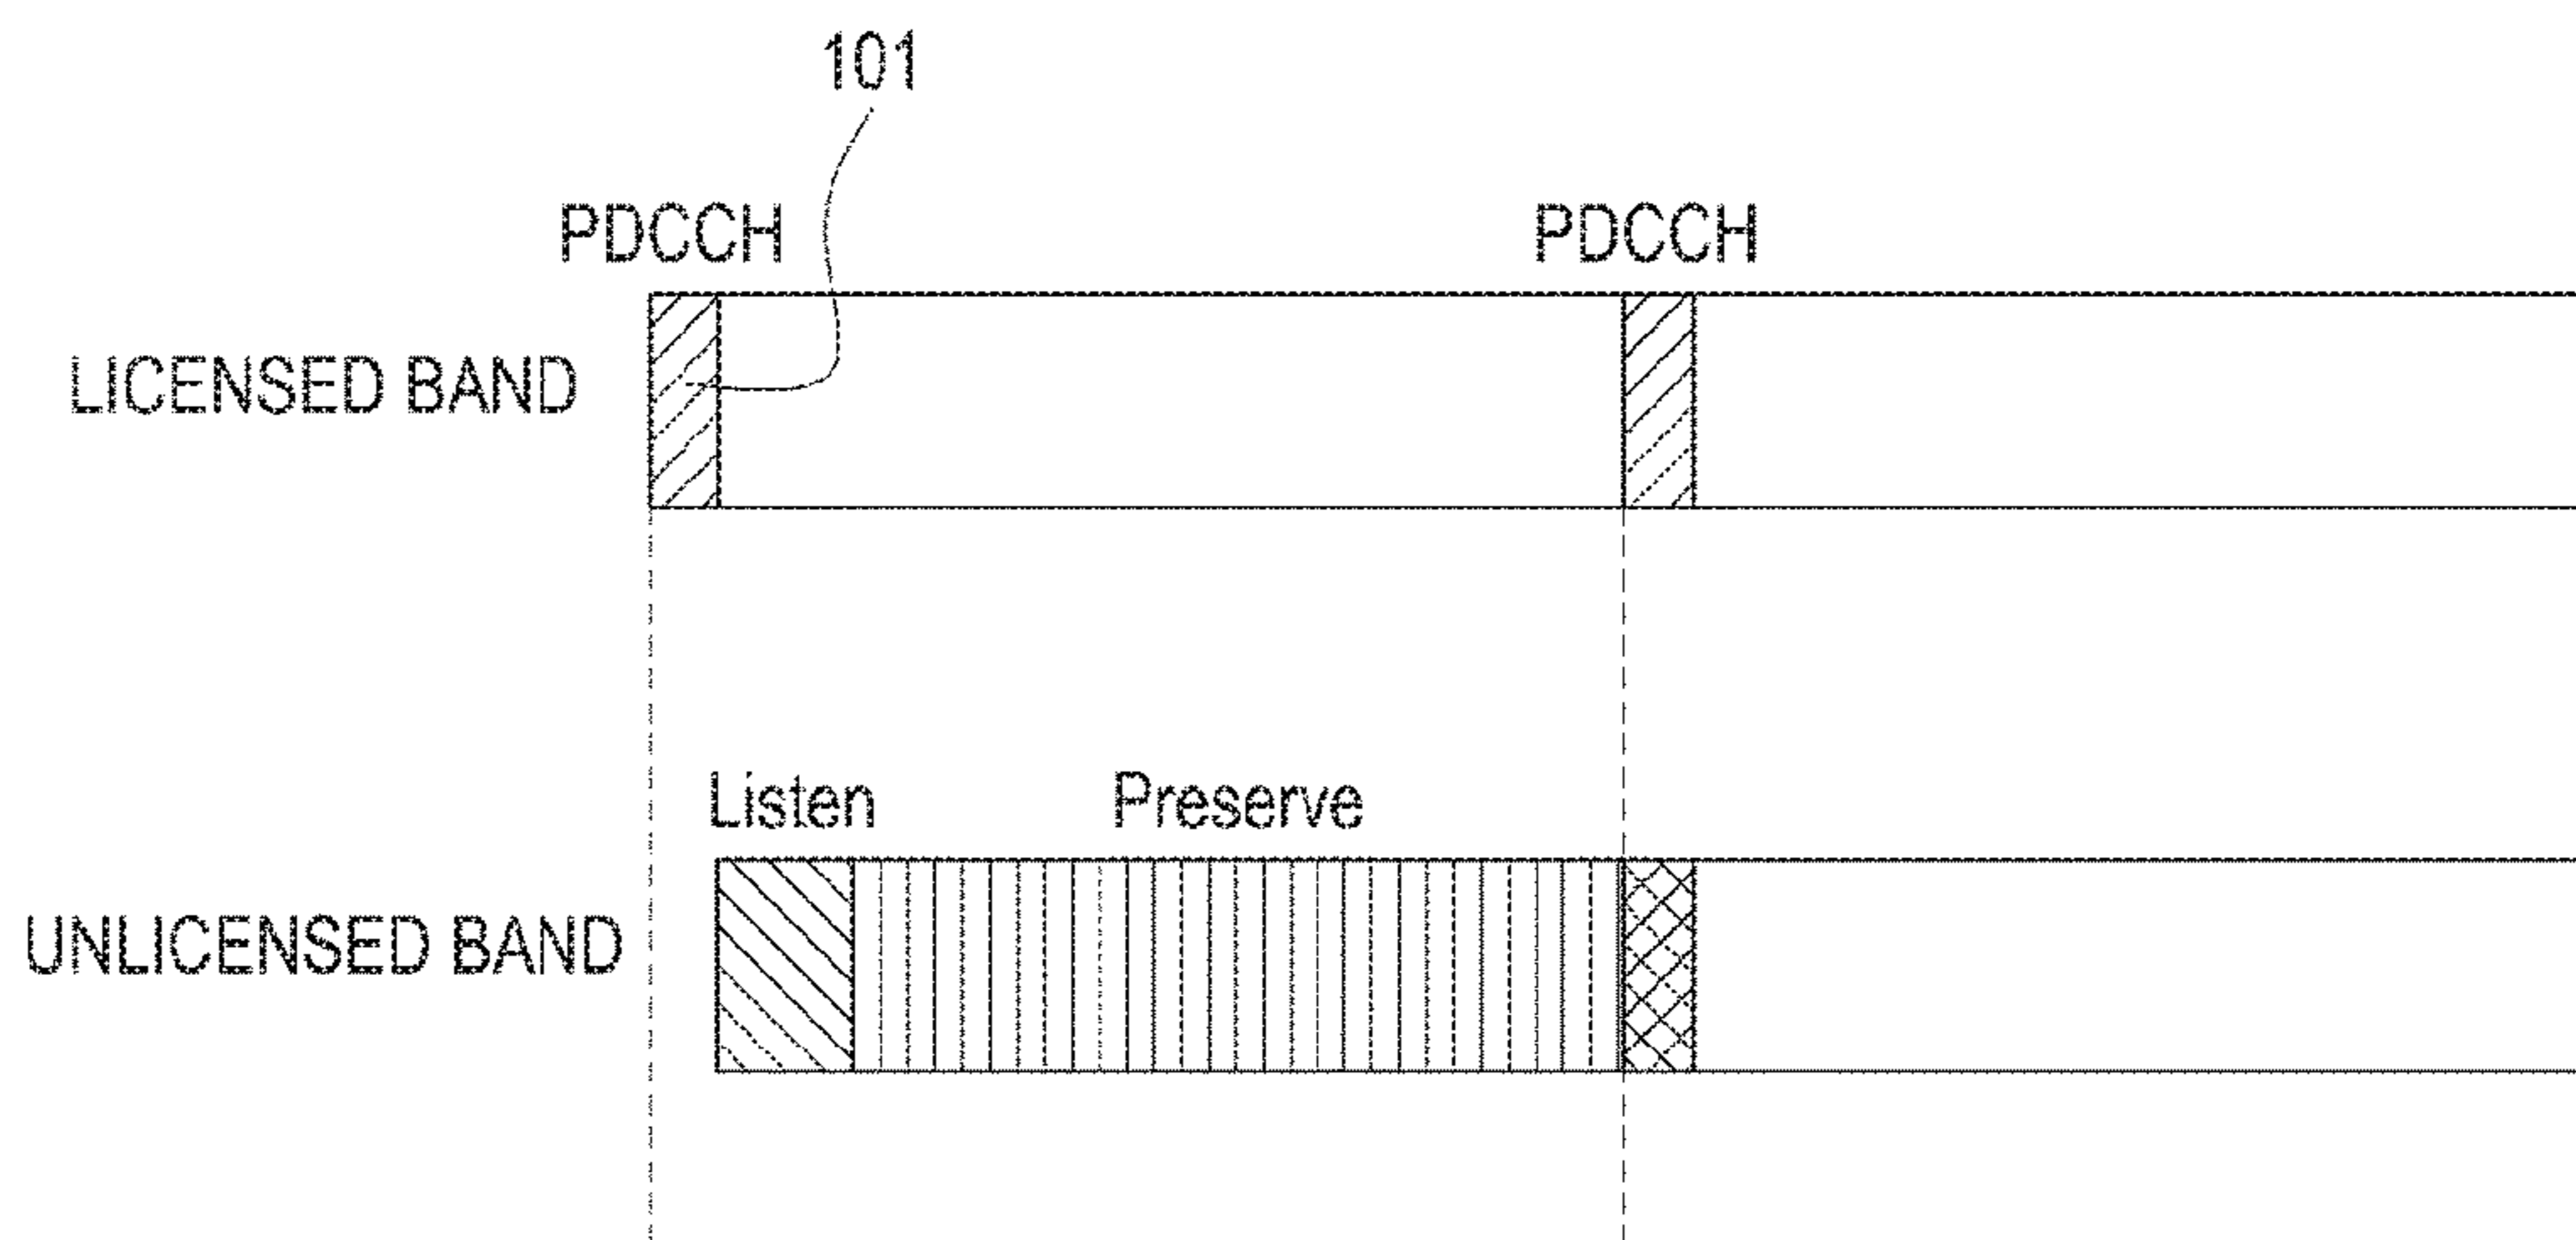 101
PDCCH PDCCH
LICENSED BAND
Listen Preserve
UNLICENSED BAND